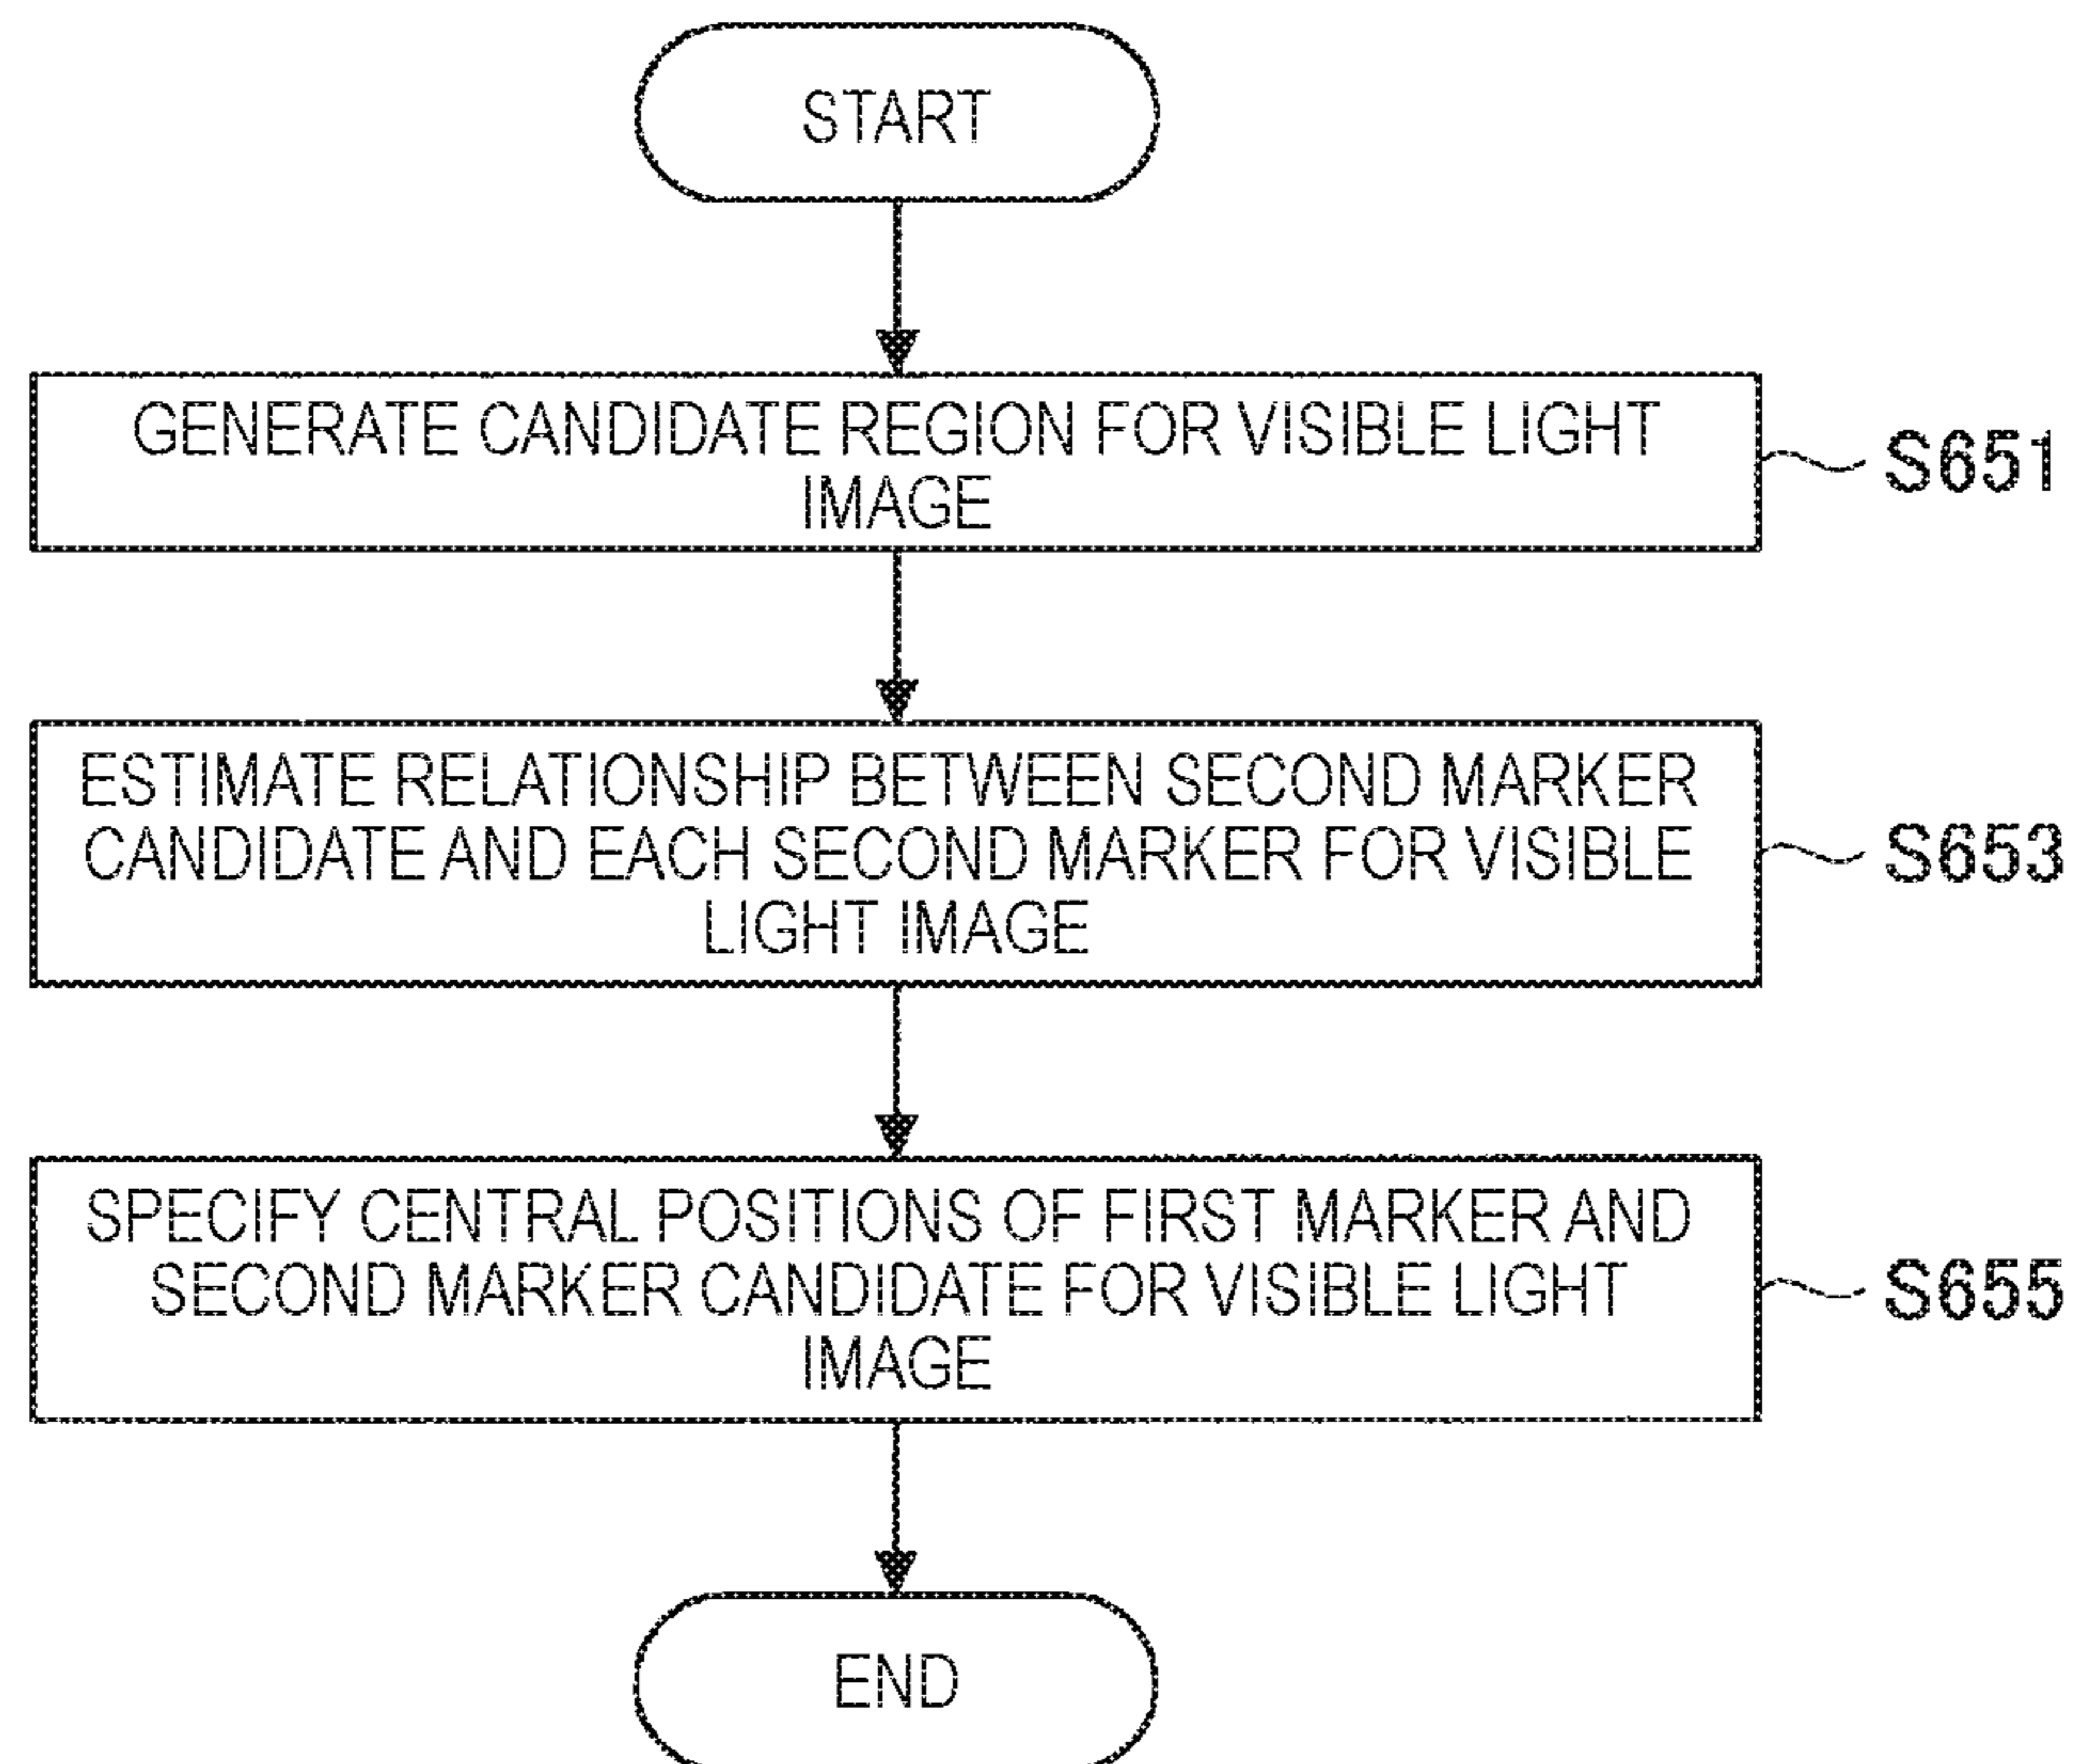 START
GENERATE CANDIDATE REGION FOR VISIBLE LIGHT
IMAGE
S651
ESTIMATE RELATIONSHIP BETWEEN SECOND MARKER
CANDIDATE AND EACH SECOND MARKER FOR VISIBLE
LIGHT IMAGE
S653
SPECIFY CENTRAL POSITIONS OF FIRST MARKER AND
SECOND MARKER CANDIDATE FOR VISIBLE LIGHT
IMAGE
S655
END